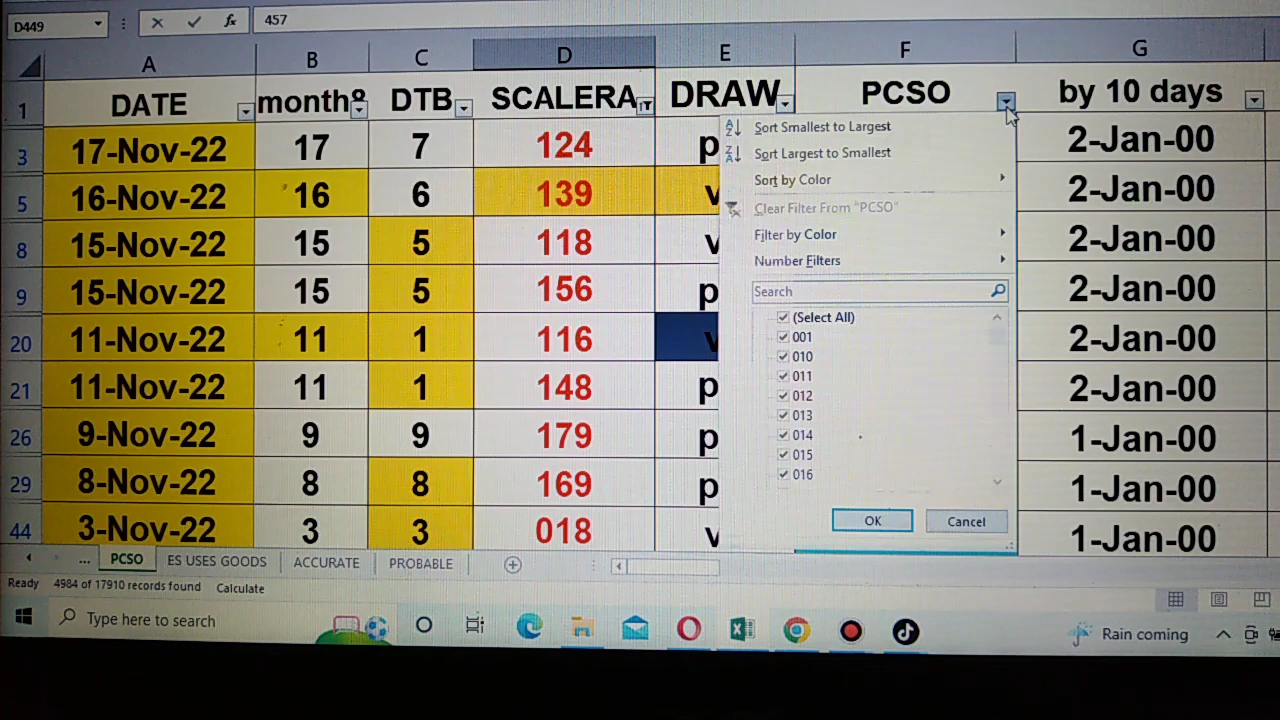 D449 fx 457
A B C D E F G
1 DATE month DTB SCALERA DRAW PCSO by 10 days
3 17-Nov-22 17 7 124 p 2-Jan-00
5 16-Nov-22 16 6 139 v 2-Jan-00
8 15-Nov-22 15 5 118 v 2-Jan-00
9 15-Nov-22 15 5 156 p 2-Jan-00
20 11-Nov-22 11 1 116 v 2-Jan-00
21 11-Nov-22 11 1 148 p 2-Jan-00
26 9-Nov-22 9 9 179 p 1-Jan-00
29 8-Nov-22 8 8 169 p 1-Jan-00
44 3-Nov-22 3 3 018 v 1-Jan-00
Sort Smallest to Largest
Sort Largest to Smallest
Sort by Color
Clear Filter From "PCSO"
Filter by Color
Number Filters
Search
(Select All)
001
010
011
012
013
014
015
016
OK Cancel
... PCSO ES USES GOODS ACCURATE PROBABLE
Ready 4984 of 17910 records found Calculate
Type here to search Rain coming